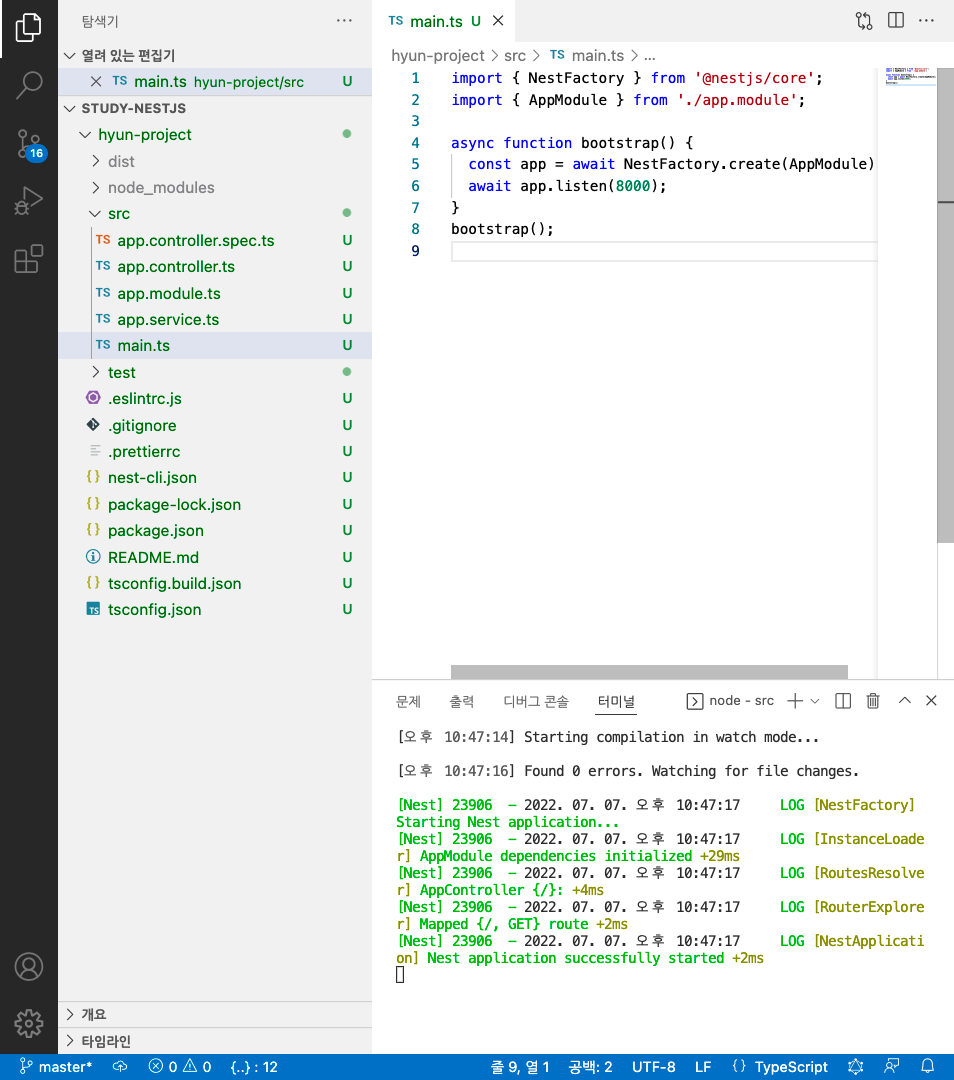 탐색기
열려 있는 편집기
TS main.ts hyun-project/src U
STUDY-NESTJS
hyun-project
dist
node_modules
src
TS app.controller.spec.ts U
TS app.controller.ts U
TS app.module.ts U
TS app.service.ts U
TS main.ts U
test
.eslintrc.js U
.gitignore U
.prettierrc U
{} nest-cli.json U
{} package-lock.json U
{} package.json U
README.md U
{} tsconfig.build.json U
TS tsconfig.json U
개요
타임라인
16
TS main.ts U
hyun-project > src > TS main.ts > ...
1 import { NestFactory } from '@nestjs/core';
2 import { AppModule } from './app.module';
3
4 async function bootstrap() {
5 const app = await NestFactory.create(AppModule)
6 await app.listen(8000);
7 }
8 bootstrap();
9
문제 출력 디버그 콘솔 터미널 node - src
[오후 10:47:14] Starting compilation in watch mode...
[오후 10:47:16] Found 0 errors. Watching for file changes.
[Nest] 23906 - 2022. 07. 07. 오후 10:47:17 LOG [NestFactory]
Starting Nest application...
[Nest] 23906 - 2022. 07. 07. 오후 10:47:17 LOG [InstanceLoade
r] AppModule dependencies initialized +29ms
[Nest] 23906 - 2022. 07. 07. 오후 10:47:17 LOG [RoutesResolve
r] AppController {/}: +4ms
[Nest] 23906 - 2022. 07. 07. 오후 10:47:17 LOG [RouterExplore
r] Mapped {/, GET} route +2ms
[Nest] 23906 - 2022. 07. 07. 오후 10:47:17 LOG [NestApplicati
on] Nest application successfully started +2ms
master* 0 0 {..} : 12 줄 9, 열 1 공백: 2 UTF-8 LF {} TypeScript